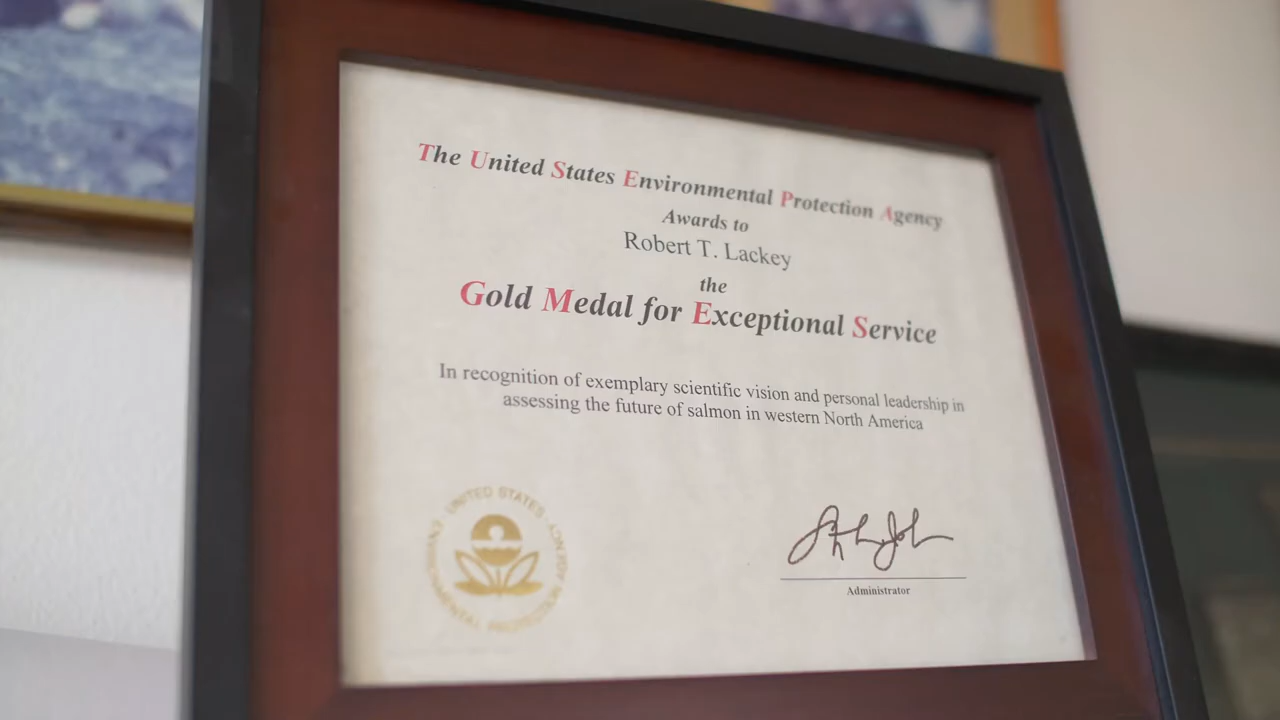 The United States Environmental Protection Agency
Awards to
Robert T. Lackey
the
Gold Medal for Exceptional Service
In recognition of exemplary scientific vision and personal leadership in
assessing the future of salmon in western North America
UNITED STATES
ENVIRONMENTAL PROTECTION AGENCY
Administrator